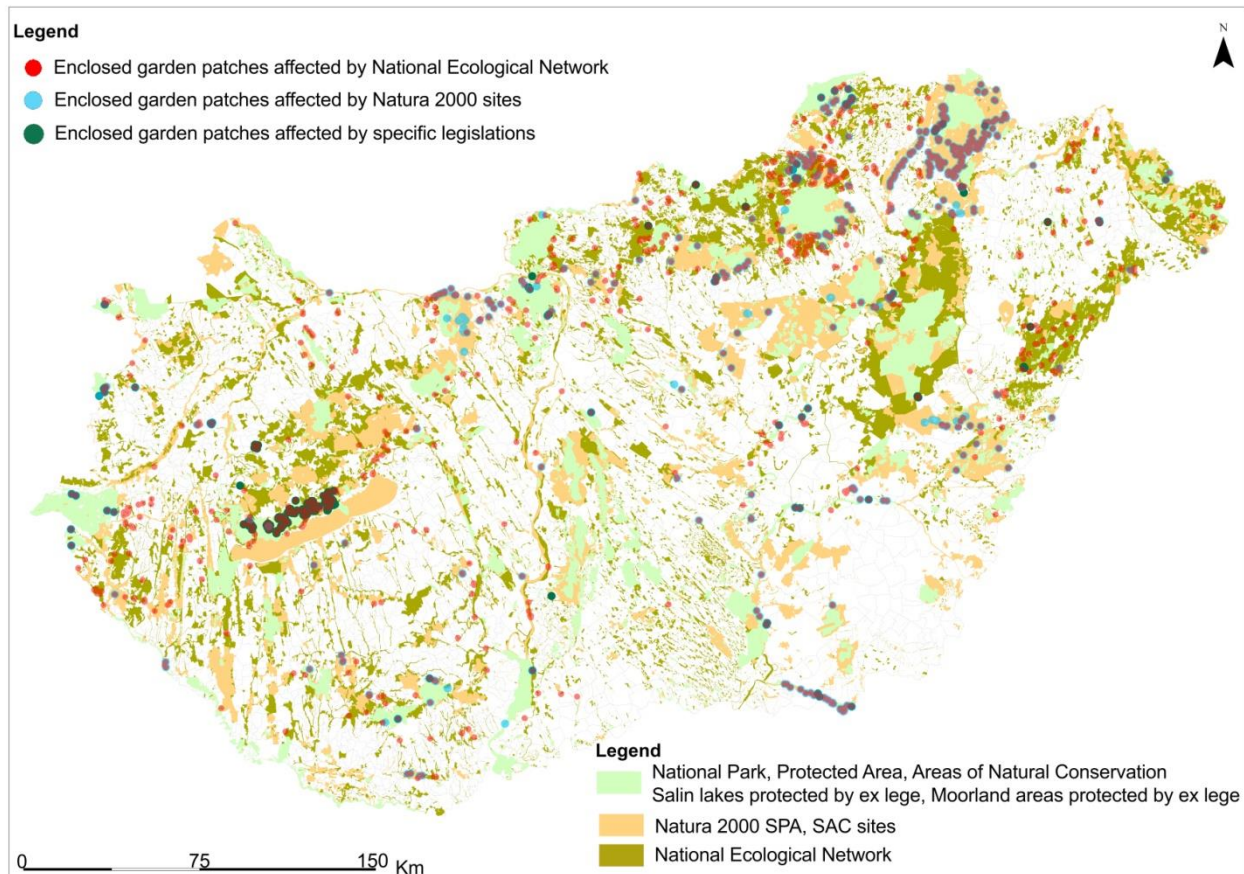 Legend
N
Enclosed garden patches affected by National Ecological Network
Enclosed garden patches affected by Natura 2000 sites
Enclosed garden patches affected by specific legislations
Legend
National Park, Protected Area, Areas of Natural Conservation
Salin lakes protected by ex lege, Moorland areas protected by ex lege
Natura 2000 SPA, SAC sites
National Ecological Network
0 75 150 Km